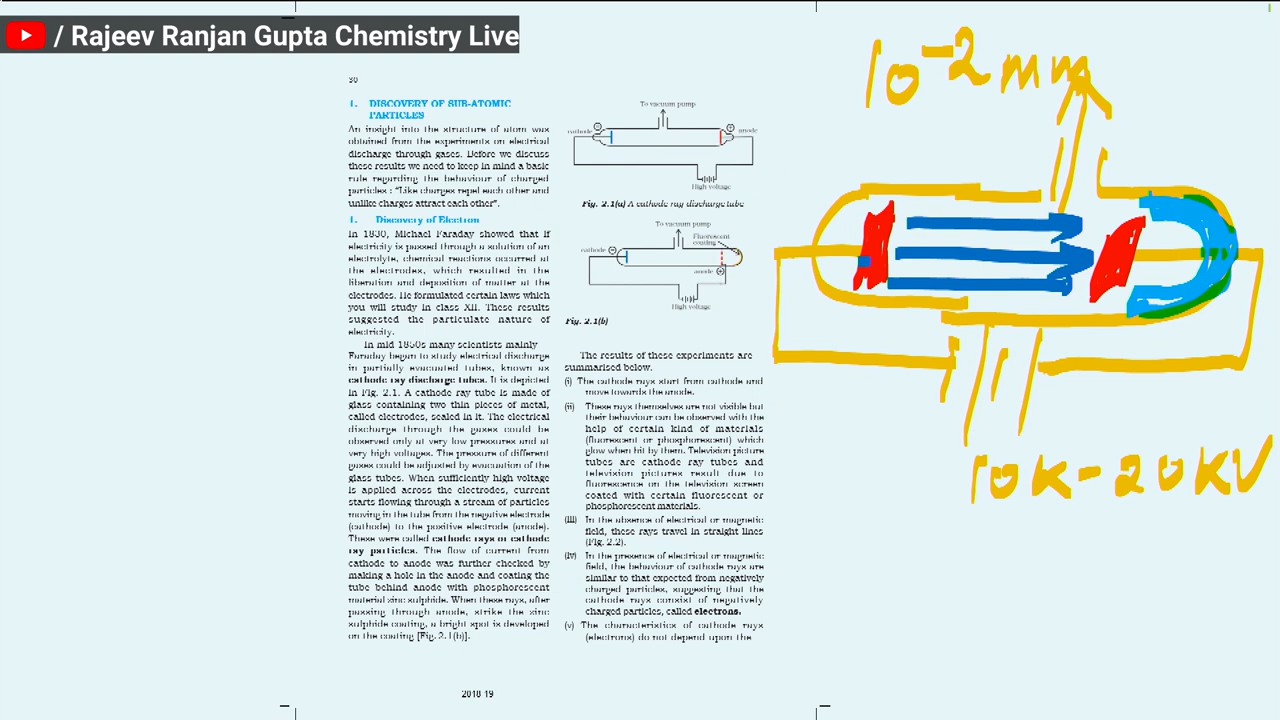 / Rajeev Ranjan Gupta Chemistry Live
30
1. DISCOVERY OF SUB-ATOMIC
PARTICLES
An insight into the structure of atom was
obtained from the experiments on electrical
discharge through gases. Before we discuss
these results we need to keep in mind a basic
rule regarding the behaviour of charged
particles : “Like charges repel each other and
unlike charges attract each other”.
1. Discovery of Electron
In 1830, Michael Faraday showed that if
electricity is passed through a solution of an
electrolyte, chemical reactions occurred at
the electrodes, which resulted in the
liberation and deposition of matter at the
electrodes. He formulated certain laws which
you will study in class XII. These results
suggested the particulate nature of
electricity.
In mid 1850s many scientists mainly
Faraday began to study electrical discharge
in partially evacuated tubes, known as
cathode ray discharge tubes. It is depicted
in Fig. 2.1. A cathode ray tube is made of
glass containing two thin pieces of metal,
called electrodes, sealed in it. The electrical
discharge through the gases could be
observed only at very low pressures and at
very high voltages. The pressure of different
gases could be adjusted by evacuation of the
glass tubes. When sufficiently high voltage
is applied across the electrodes, current
starts flowing through a stream of particles
moving in the tube from the negative electrode
(cathode) to the positive electrode (anode).
These were called cathode rays or cathode
ray particles. The flow of current from
cathode to anode was further checked by
making a hole in the anode and coating the
tube behind anode with phosphorescent
material zinc sulphide. When these rays, after
passing through anode, strike the zinc
sulphide coating, a bright spot is developed
on the coating [Fig. 2.1(b)].
To vacuum pump
cathode
anode
High voltage
Fig. 2.1(a) A cathode ray discharge tube
To vacuum pump
Fluorescent
coating
cathode
anode
High voltage
Fig. 2.1(b)
The results of these experiments are
summarised below.
(i) The cathode rays start from cathode and
move towards the anode.
(ii) These rays themselves are not visible but
their behaviour can be observed with the
help of certain kind of materials
(fluorescent or phosphorescent) which
glow when hit by them. Television picture
tubes are cathode ray tubes and
television pictures result due to
fluorescence on the television screen
coated with certain fluorescent or
phosphorescent materials.
(iii) In the absence of electrical or magnetic
field, these rays travel in straight lines
(Fig. 2.2).
(iv) In the presence of electrical or magnetic
field, the behaviour of cathode rays are
similar to that expected from negatively
charged particles, suggesting that the
cathode rays consist of negatively
charged particles, called electrons.
(v) The characteristics of cathode rays
(electrons) do not depend upon the
2018-19
10⁻² mm
10K-20KV